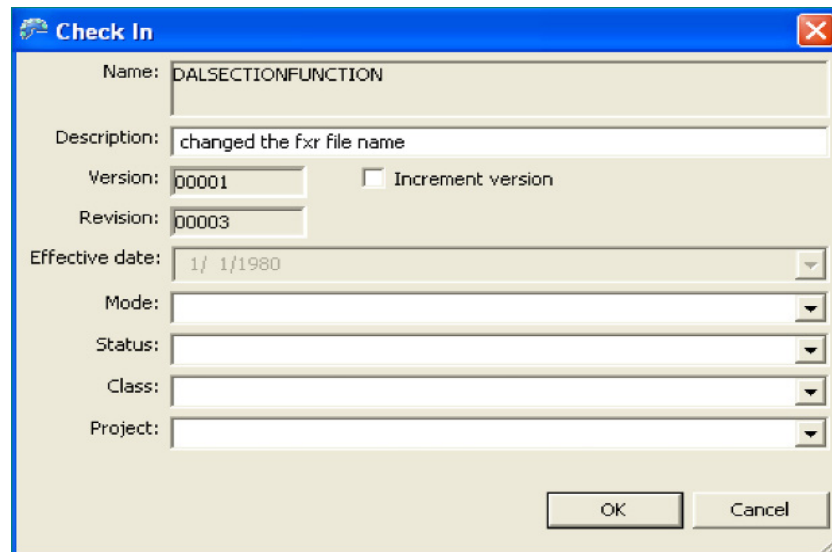 Check In
Name: DALSECTIONFUNCTION
Description: changed the fxr file name
Version: 00001 Increment version
Revision: 00003
Effective date: 1/ 1/1980
Mode:
Status:
Class:
Project:
OK Cancel